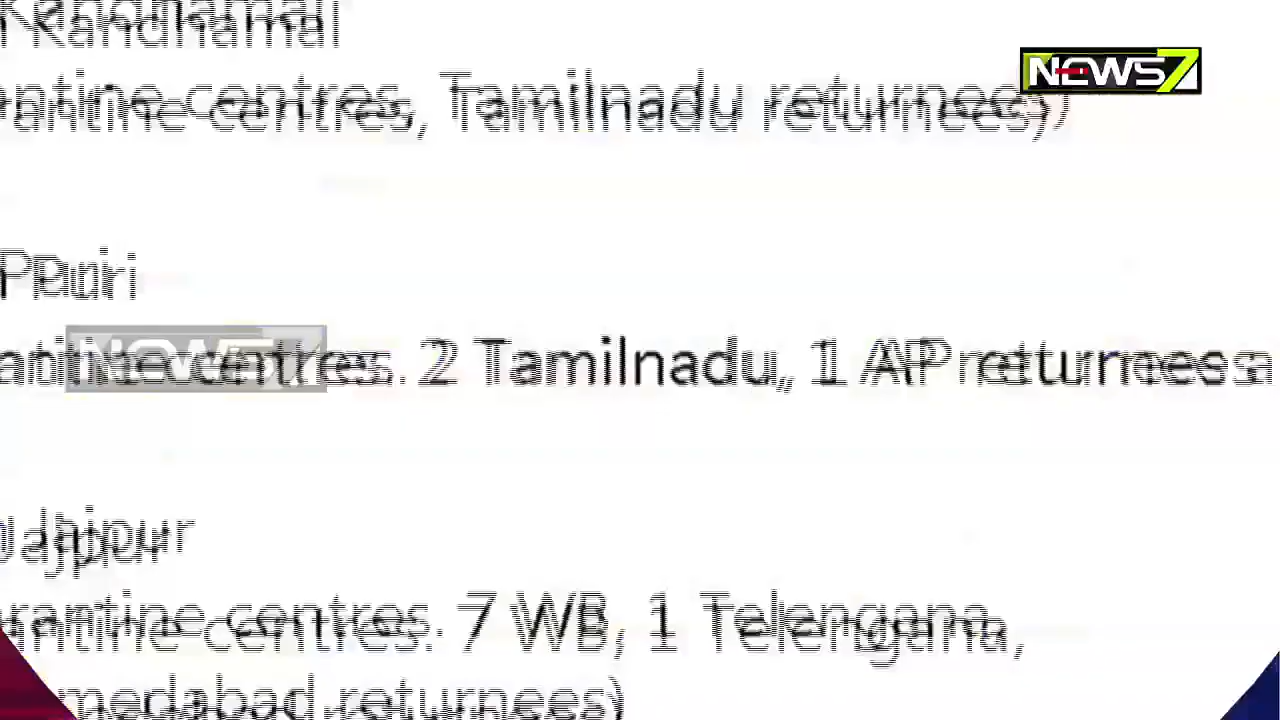 Kandhamal
NEWS7
centres, Tamilnadu returnees)
Puri
NEWS7
centres. 2 Tamilnadu, 1 AP returnees
Jajpur
centres. 7 WB, 1 Telengana,
returnees)